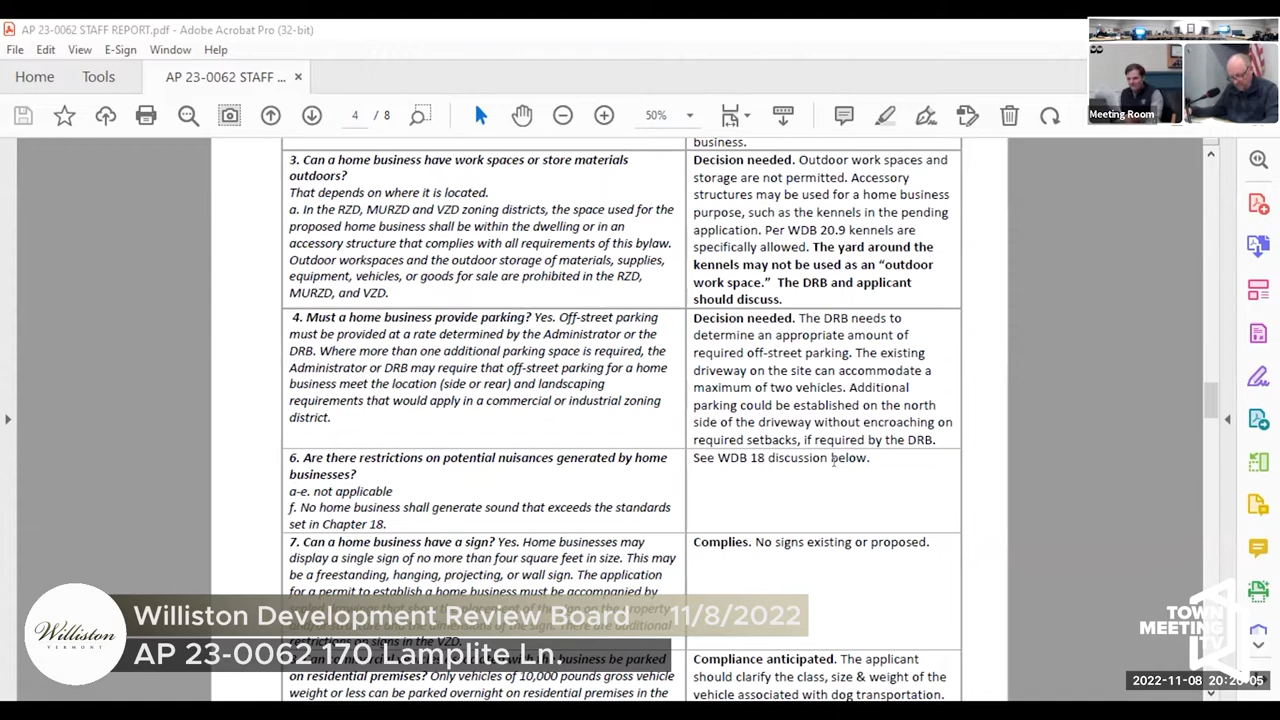 AP 23-0062 STAFF REPORT.pdf - Adobe Acrobat Pro (32-bit)
File Edit View E-Sign Window Help
Home Tools AP 23-0062 STAFF ... ×
4 / 8 50%
business.
3. Can a home business have work spaces or store materials
outdoors?
That depends on where it is located.
a. In the RZD, MURZD and VZD zoning districts, the space used for the
proposed home business shall be within the dwelling or in an
accessory structure that complies with all requirements of this bylaw.
Outdoor workspaces and the outdoor storage of materials, supplies,
equipment, vehicles, or goods for sale are prohibited in the RZD,
MURZD, and VZD.
Decision needed. Outdoor work spaces and
storage are not permitted. Accessory
structures may be used for a home business
purpose, such as the kennels in the pending
application. Per WDB 20.9 kennels are
specifically allowed. The yard around the
kennels may not be used as an “outdoor
work space.” The DRB and applicant
should discuss.
4. Must a home business provide parking? Yes. Off-street parking
must be provided at a rate determined by the Administrator or the
DRB. Where more than one additional parking space is required, the
Administrator or DRB may require that off-street parking for a home
business meet the location (side or rear) and landscaping
requirements that would apply in a commercial or industrial zoning
district.
Decision needed. The DRB needs to
determine an appropriate amount of
required off-street parking. The existing
driveway on the site can accommodate a
maximum of two vehicles. Additional
parking could be established on the north
side of the driveway without encroaching on
required setbacks, if required by the DRB.
6. Are there restrictions on potential nuisances generated by home
businesses?
a-e. not applicable
f. No home business shall generate sound that exceeds the standards
set in Chapter 18.
See WDB 18 discussion below.
7. Can a home business have a sign? Yes. Home businesses may
display a single sign of no more than four square feet in size. This may
be a freestanding, hanging, projecting, or wall sign. The application
for a permit to establish a home business must be accompanied by
restrictions on signs in the VZD.
Complies. No signs existing or proposed.
business be parked
on residential premises? Only vehicles of 10,000 pounds gross vehicle
weight or less can be parked overnight on residential premises in the
Compliance anticipated. The applicant
should clarify the class, size & weight of the
vehicle associated with dog transportation.
Meeting Room
Williston
VERMONT
Williston Development Review Board - 11/8/2022
AP 23-0062 170 Lamplite Ln.
TOWN
MEETING
TV
2022-11-08 20:20:05